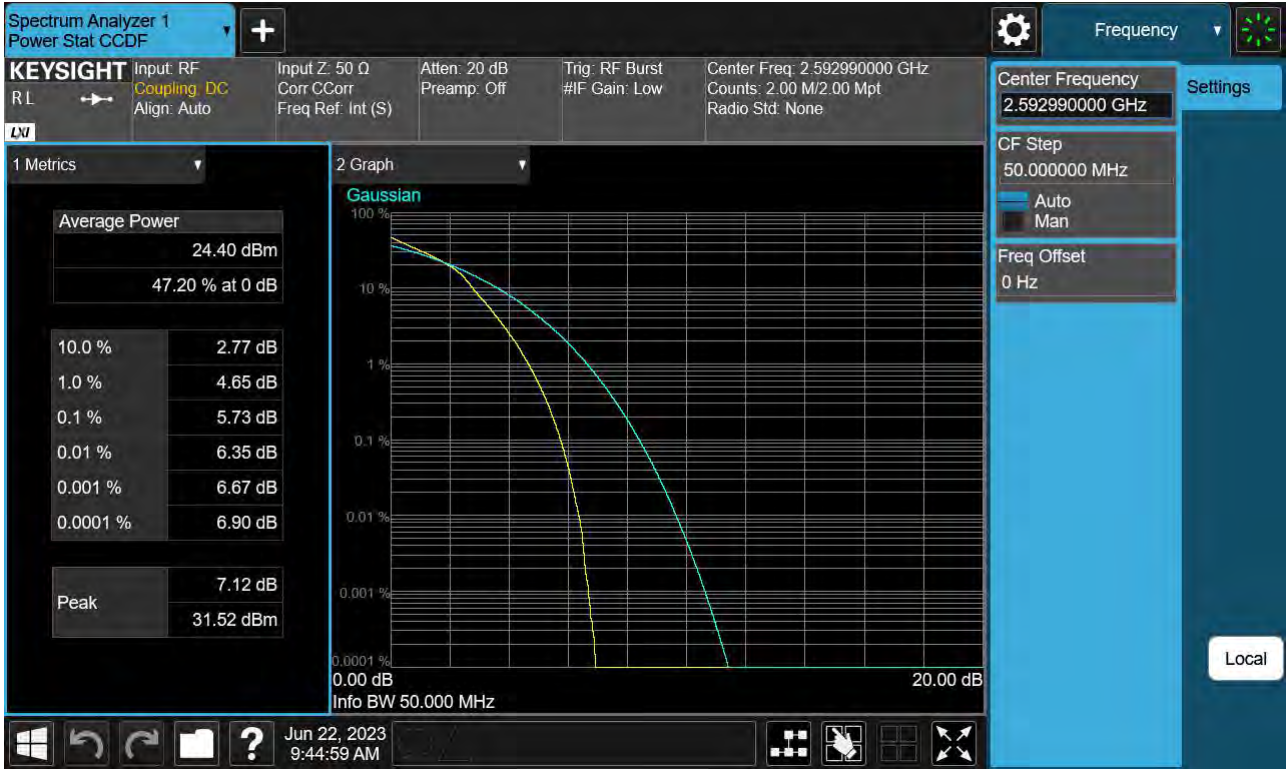 Spectrum Analyzer 1
Power Stat CCDF
+
Frequency
KEYSIGHT
RL
LXI
Input: RF
Coupling: DC
Align: Auto
Input Z: 50 Ω
Corr CCorr
Freq Ref: Int (S)
Atten: 20 dB
Preamp: Off
Trig: RF Burst
#IF Gain: Low
Center Freq: 2.592990000 GHz
Counts: 2.00 M/2.00 Mpt
Radio Std: None
Center Frequency
2.592990000 GHz
Settings
CF Step
50.000000 MHz
Auto
Man
Freq Offset
0 Hz
Local
1 Metrics
Average Power
24.40 dBm
47.20 % at 0 dB
10.0 % 2.77 dB
1.0 % 4.65 dB
0.1 % 5.73 dB
0.01 % 6.35 dB
0.001 % 6.67 dB
0.0001 % 6.90 dB
Peak
7.12 dB
31.52 dBm
2 Graph
Gaussian
100 %
10 %
1 %
0.1 %
0.01 %
0.001 %
0.0001 %
0.00 dB 20.00 dB
Info BW 50.000 MHz
?
Jun 22, 2023
9:44:59 AM